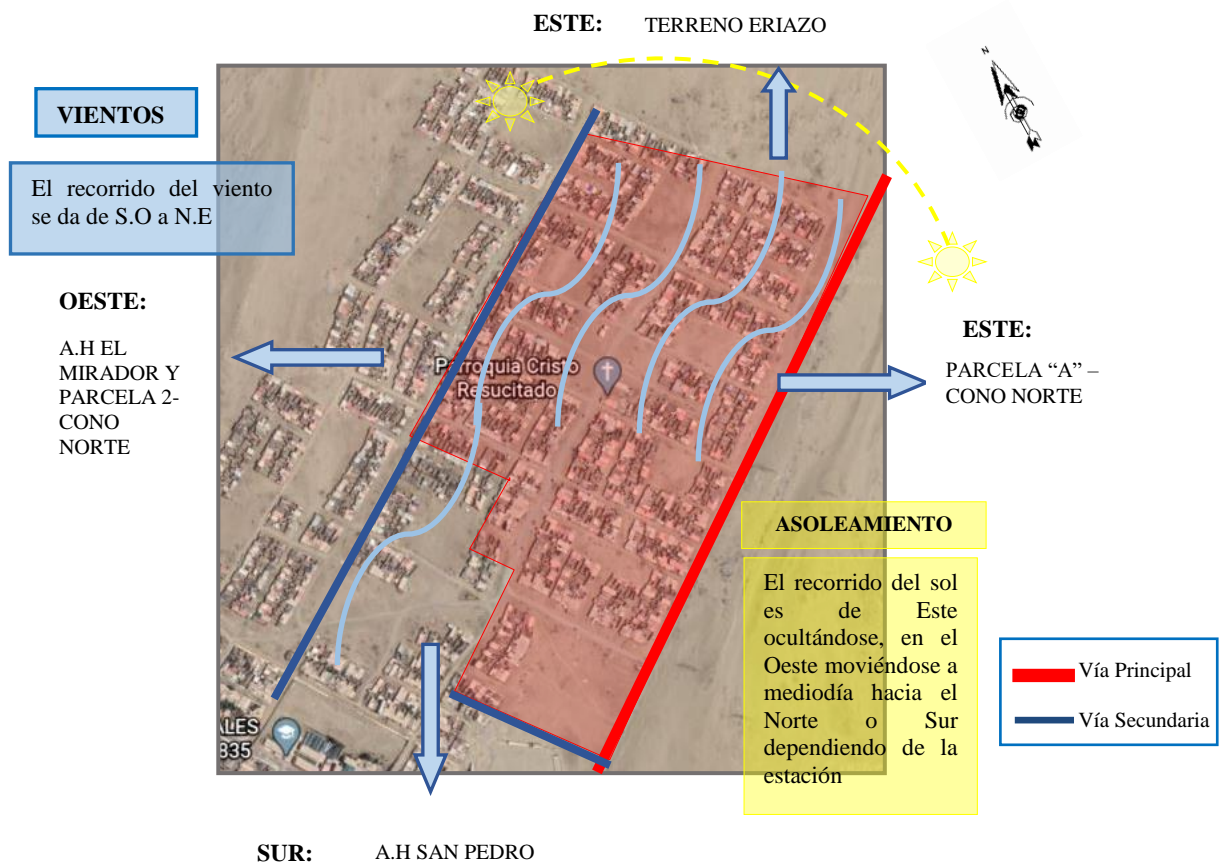 ESTE: TERRENO ERIAZO
N
VIENTOS
El recorrido del viento
se da de S.O a N.E
OESTE:
A.H EL
MIRADOR Y
PARCELA 2-
CONO
NORTE
Parroquia Cristo
Resucitado
ESTE:
PARCELA “A” –
CONO NORTE
ASOLEAMIENTO
El recorrido del sol
es de Este
ocultándose, en el
Oeste moviéndose a
mediodía hacia el
Norte o Sur
dependiendo de la
estación
Vía Principal
Vía Secundaria
ALES
835
SUR: A.H SAN PEDRO